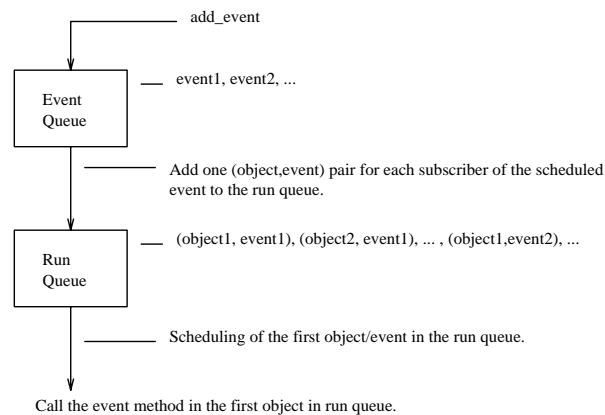 add_event
event1, event2, ...
Event
Queue
Add one (object,event) pair for each subscriber of the scheduled
event to the run queue.
(object1, event1), (object2, event1), ... , (object1,event2), ...
Run
Queue
Scheduling of the first object/event in the run queue.
Call the event method in the first object in run queue.